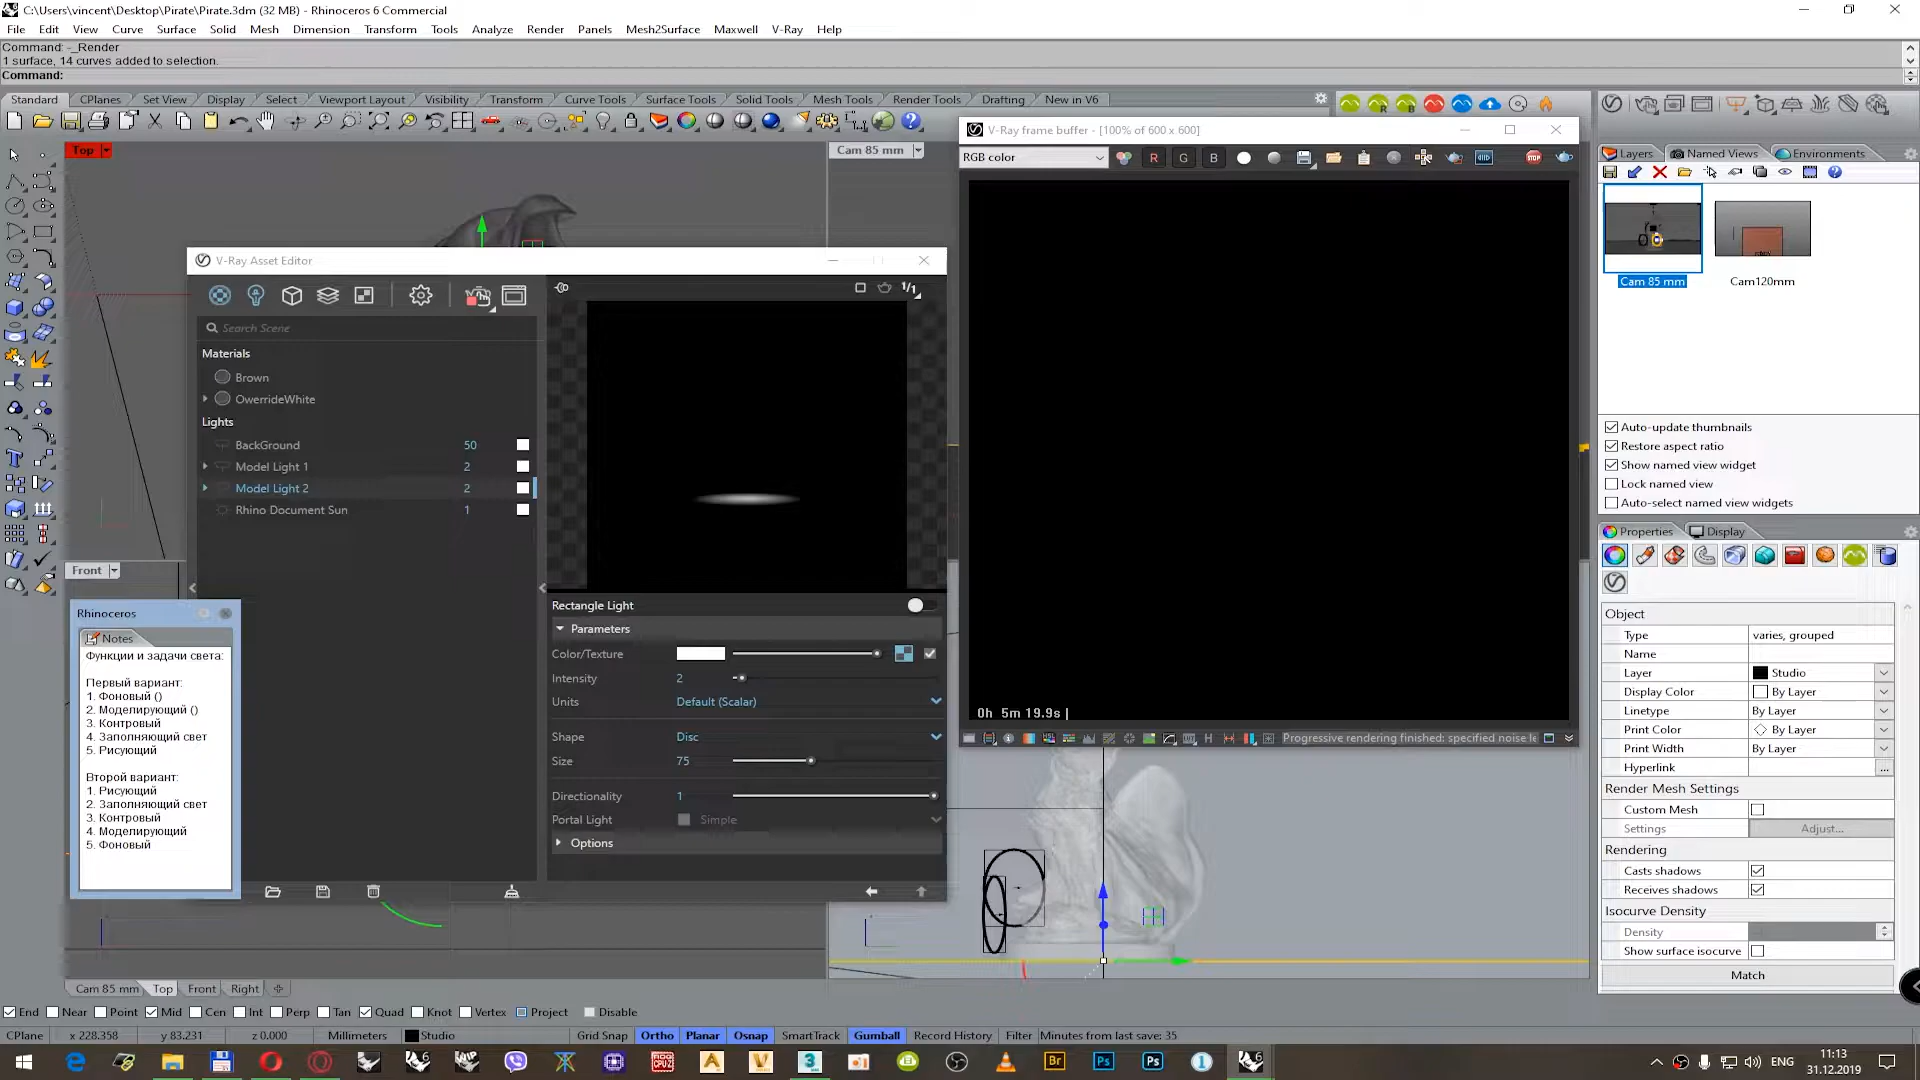 C:\Users\vincent\Desktop\Pirate\Pirate.3dm (32 MB) - Rhinoceros 6 Commercial
File Edit View Curve Surface Solid Mesh Dimension Transform Tools Analyze Render Panels Mesh2Surface Maxwell V-Ray Help
Command: -_Render
1 surface, 14 curves added to selection.
Command:
Standard CPlanes Set View Display Select Viewport Layout Visibility Transform Curve Tools Surface Tools Solid Tools Mesh Tools Render Tools Drafting New in V6
Top
Cam 85 mm
V-Ray frame buffer - [100% of 600 x 600]
RGB color
R G B
0h 5m 19.9s |
H
Progressive rendering finished: specified noise le
V-Ray Asset Editor
1/1
Search Scene
Materials
Brown
OwerrideWhite
Lights
BackGround 50
Model Light 1 2
Model Light 2 2
Rhino Document Sun 1
Rectangle Light
Parameters
Color/Texture
Intensity 2
Units Default (Scalar)
Shape Disc
Size 75
Directionality 1
Portal Light Simple
Options
Front
Rhinoceros
Notes
Функции и задачи света:
Первый вариант:
1. Фоновый ()
2. Моделирующий ()
3. Контровый
4. Заполняющий свет
5. Рисующий
Второй вариант:
1. Рисующий
2. Заполняющий свет
3. Контровый
4. Моделирующий
5. Фоновый
Layers Named Views Environments
Cam 85 mm Cam120mm
Auto-update thumbnails
Restore aspect ratio
Show named view widget
Lock named view
Auto-select named view widgets
Properties Display
Object
Type varies, grouped
Name
Layer Studio
Display Color By Layer
Linetype By Layer
Print Color By Layer
Print Width By Layer
Hyperlink ...
Render Mesh Settings
Custom Mesh
Settings Adjust...
Rendering
Casts shadows
Receives shadows
Isocurve Density
Density
Show surface isocurve
Match
Cam 85 mm Top Front Right
End Near Point Mid Cen Int Perp Tan Quad Knot Vertex Project Disable
CPlane x 228.358 y 83.231 z 0.000 Millimeters Studio Grid Snap Ortho Planar Osnap SmartTrack Gumball Record History Filter Minutes from last save: 35
Br Ps Ps
ENG
11:13
31.12.2019